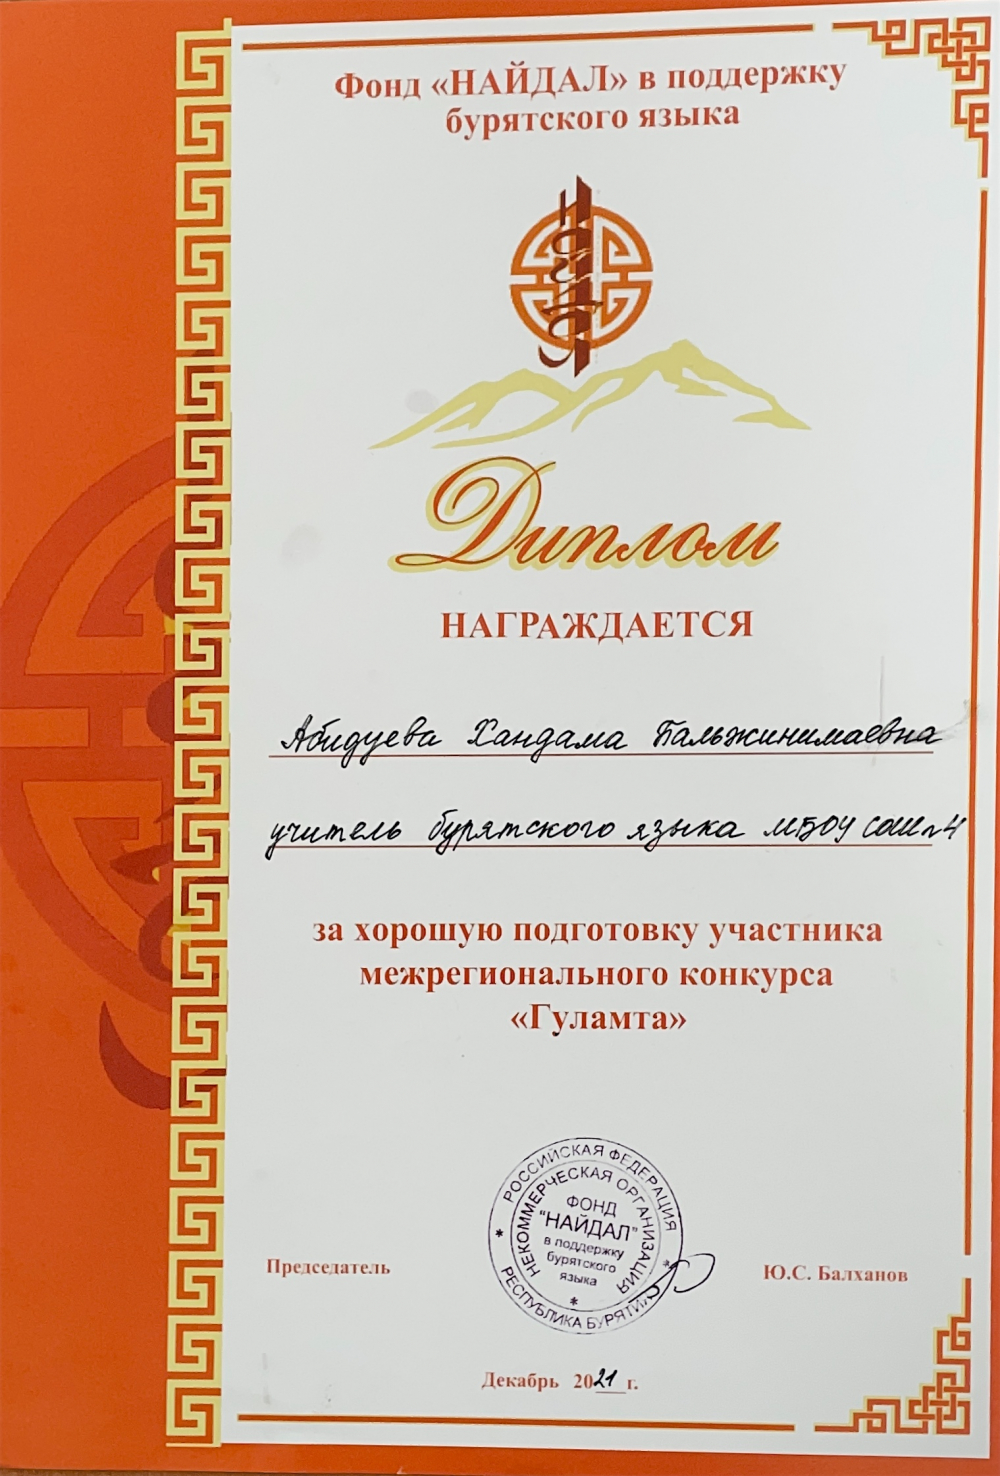 Фонд «НАЙДАЛ» в поддержку
бурятского языка
Диплом
НАГРАЖДАЕТСЯ
Абидуева Хандама Пальжинимаевна
учитель бурятского языка МБОУ СОШ
за хорошую подготовку участника
межрегионального конкурса
«Гуламта»
РОССИЙСКАЯ ФЕДЕРАЦИЯ
НЕКОММЕРЧЕСКАЯ ОРГАНИЗАЦИЯ
ФОНД
"НАЙДАЛ"
в поддержку
бурятского
языка
РЕСПУБЛИКА БУРЯТИЯ
Председатель
Ю.С. Балханов
Декабрь 2021 г.